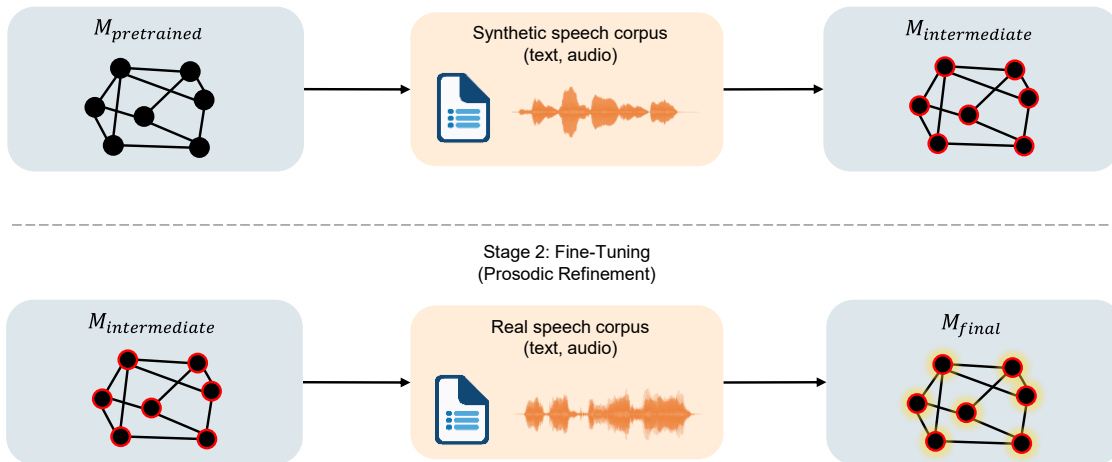 M_pretrained
Synthetic speech corpus
(text, audio)
M_intermediate
Stage 2: Fine-Tuning
(Prosodic Refinement)
M_intermediate
Real speech corpus
(text, audio)
M_final